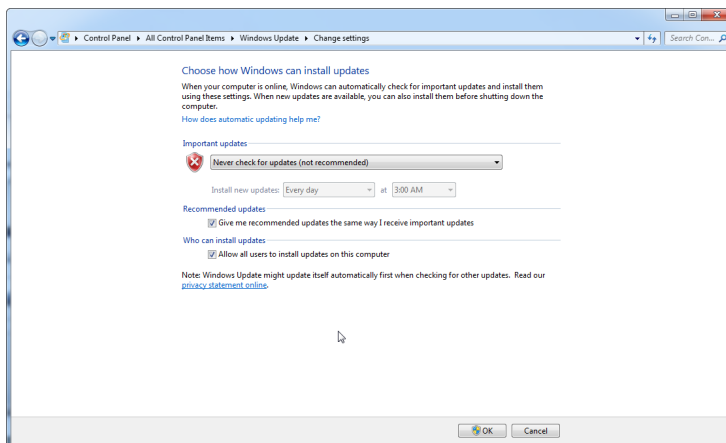 Control Panel ▸ All Control Panel Items ▸ Windows Update ▸ Change settings
Search Con...
Choose how Windows can install updates
When your computer is online, Windows can automatically check for important updates and install them
using these settings. When new updates are available, you can also install them before shutting down the
computer.
How does automatic updating help me?
Important updates
Never check for updates (not recommended)
Install new updates: Every day at 3:00 AM
Recommended updates
Give me recommended updates the same way I receive important updates
Who can install updates
Allow all users to install updates on this computer
Note: Windows Update might update itself automatically first when checking for other updates. Read our
privacy statement online.
OK Cancel